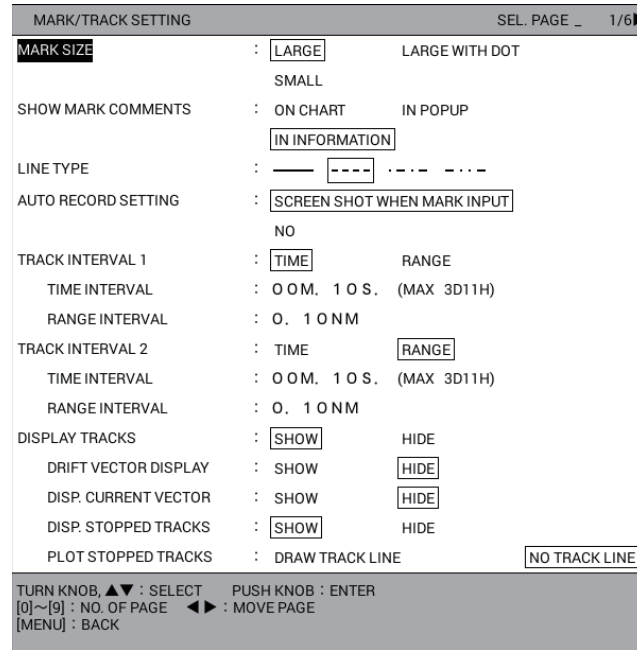 MARK/TRACK SETTING SEL. PAGE _ 1/6▶
MARK SIZE : LARGE LARGE WITH DOT
SMALL
SHOW MARK COMMENTS : ON CHART IN POPUP
IN INFORMATION
LINE TYPE :
AUTO RECORD SETTING : SCREEN SHOT WHEN MARK INPUT
NO
TRACK INTERVAL 1 : TIME RANGE
TIME INTERVAL : 00M. 10S. (MAX 3D11H)
RANGE INTERVAL : 0. 10NM
TRACK INTERVAL 2 : TIME RANGE
TIME INTERVAL : 00M. 10S. (MAX 3D11H)
RANGE INTERVAL : 0. 10NM
DISPLAY TRACKS : SHOW HIDE
DRIFT VECTOR DISPLAY : SHOW HIDE
DISP. CURRENT VECTOR : SHOW HIDE
DISP. STOPPED TRACKS : SHOW HIDE
PLOT STOPPED TRACKS : DRAW TRACK LINE NO TRACK LINE
TURN KNOB, ▲▼ : SELECT PUSH KNOB : ENTER
[0]~[9] : NO. OF PAGE ◀ ▶ : MOVE PAGE
[MENU] : BACK